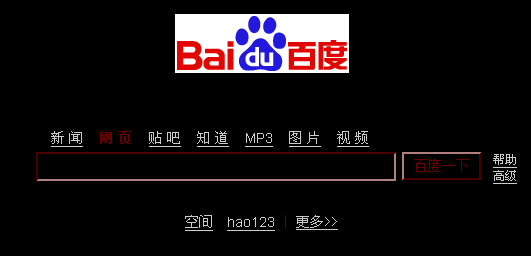 Bai du 百度
新闻 网页 贴吧 知道 MP3 图片 视频
百度一下 帮助
高级
空间 hao123 | 更多>>